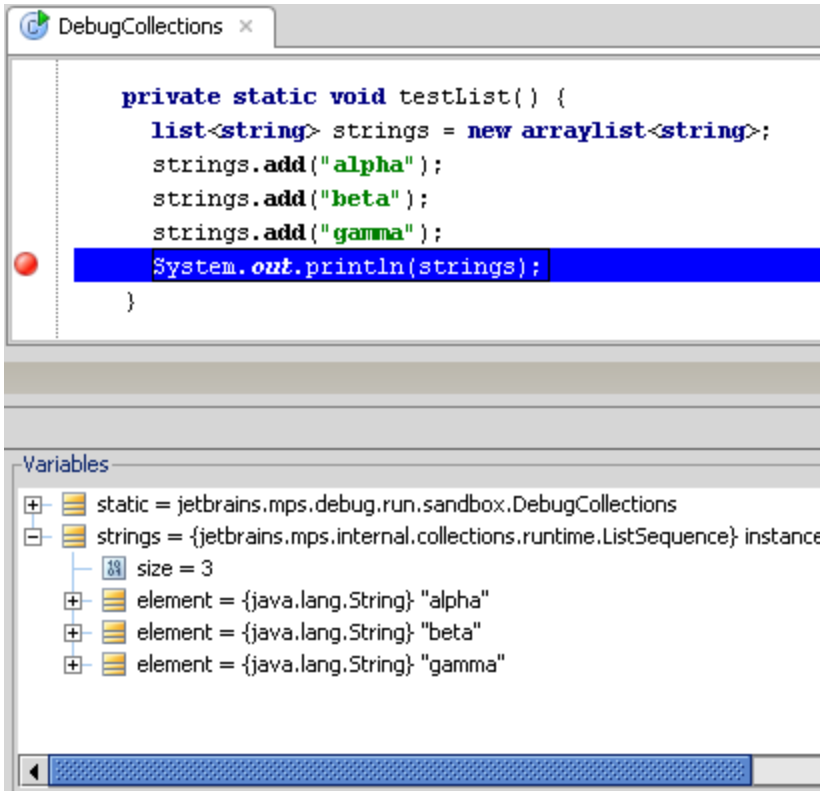 DebugCollections
private static void testList() {
list<string> strings = new arraylist<string>;
strings.add("alpha");
strings.add("beta");
strings.add("gamma");
System.out.println(strings);
}
Variables
static = jetbrains.mps.debug.run.sandbox.DebugCollections
strings = {jetbrains.mps.internal.collections.runtime.ListSequence} instance
size = 3
element = {java.lang.String} "alpha"
element = {java.lang.String} "beta"
element = {java.lang.String} "gamma"